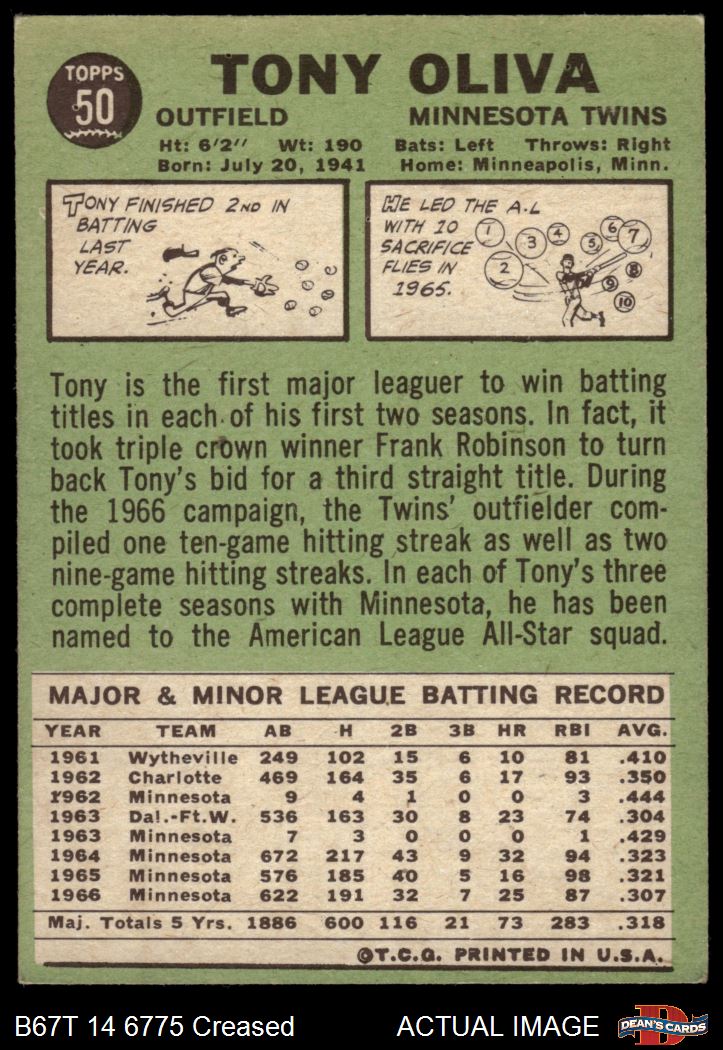 TOPPS
50
TONY OLIVA
OUTFIELD MINNESOTA TWINS
Ht: 6'2" Wt: 190 Bats: Left Throws: Right
Born: July 20, 1941 Home: Minneapolis, Minn.
TONY FINISHED 2ND IN
BATTING
LAST
YEAR.
HE LED THE A.L
WITH 10
SACRIFICE
FLIES IN
1965.
1 2 3 4 5 6 7 8 9 10
Tony is the first major leaguer to win batting
titles in each of his first two seasons. In fact, it
took triple crown winner Frank Robinson to turn
back Tony's bid for a third straight title. During
the 1966 campaign, the Twins' outfielder com-
piled one ten-game hitting streak as well as two
nine-game hitting streaks. In each of Tony's three
complete seasons with Minnesota, he has been
named to the American League All-Star squad.
MAJOR & MINOR LEAGUE BATTING RECORD
YEAR TEAM AB H 2B 3B HR RBI AVG.
1961 Wytheville 249 102 15 6 10 81 .410
1962 Charlotte 469 164 35 6 17 93 .350
1962 Minnesota 9 4 1 0 0 3 .444
1963 Dal.-Ft.W. 536 163 30 8 23 74 .304
1963 Minnesota 7 3 0 0 0 1 .429
1964 Minnesota 672 217 43 9 32 94 .323
1965 Minnesota 576 185 40 5 16 98 .321
1966 Minnesota 622 191 32 7 25 87 .307
Maj. Totals 5 Yrs. 1886 600 116 21 73 283 .318
©T.C.G. PRINTED IN U.S.A.
B67T 14 6775 Creased ACTUAL IMAGE
D
DEAN'S CARDS